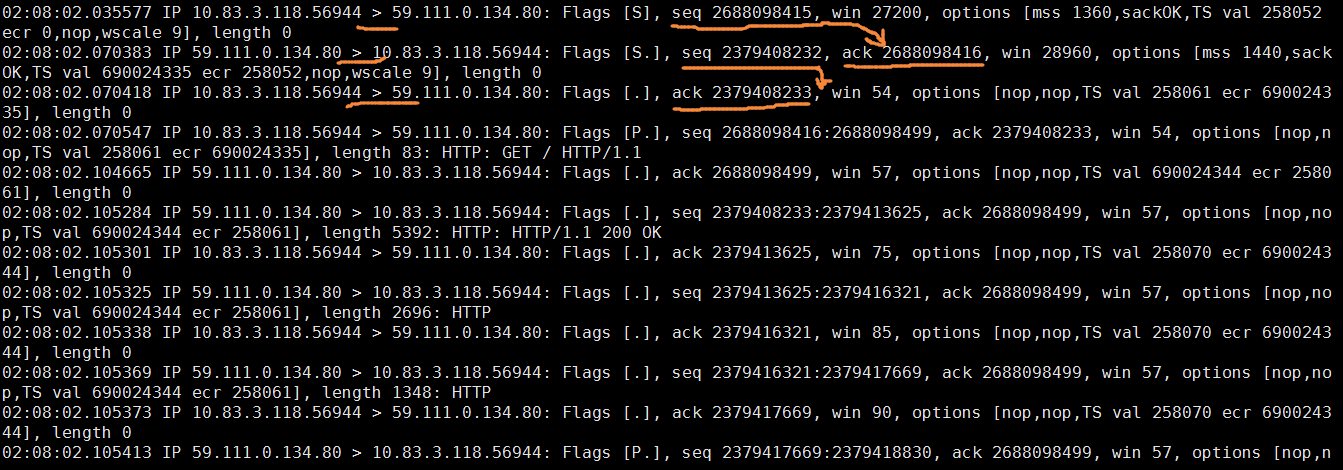 02:08:02.035577 IP 10.83.3.118.56944 > 59.111.0.134.80: Flags [S], seq 2688098415, win 27200, options [mss 1360,sackOK,TS val 258052
ecr 0,nop,wscale 9], length 0
02:08:02.070383 IP 59.111.0.134.80 > 10.83.3.118.56944: Flags [S.], seq 2379408232, ack 2688098416, win 28960, options [mss 1440,sack
OK,TS val 690024335 ecr 258052,nop,wscale 9], length 0
02:08:02.070418 IP 10.83.3.118.56944 > 59.111.0.134.80: Flags [.], ack 2379408233, win 54, options [nop,nop,TS val 258061 ecr 6900243
35], length 0
02:08:02.070547 IP 10.83.3.118.56944 > 59.111.0.134.80: Flags [P.], seq 2688098416:2688098499, ack 2379408233, win 54, options [nop,n
op,TS val 258061 ecr 690024335], length 83: HTTP: GET / HTTP/1.1
02:08:02.104665 IP 59.111.0.134.80 > 10.83.3.118.56944: Flags [.], ack 2688098499, win 57, options [nop,nop,TS val 690024344 ecr 2580
61], length 0
02:08:02.105284 IP 59.111.0.134.80 > 10.83.3.118.56944: Flags [.], seq 2379408233:2379413625, ack 2688098499, win 57, options [nop,no
p,TS val 690024344 ecr 258061], length 5392: HTTP: HTTP/1.1 200 OK
02:08:02.105301 IP 10.83.3.118.56944 > 59.111.0.134.80: Flags [.], ack 2379413625, win 75, options [nop,nop,TS val 258070 ecr 6900243
44], length 0
02:08:02.105325 IP 59.111.0.134.80 > 10.83.3.118.56944: Flags [.], seq 2379413625:2379416321, ack 2688098499, win 57, options [nop,no
p,TS val 690024344 ecr 258061], length 2696: HTTP
02:08:02.105338 IP 10.83.3.118.56944 > 59.111.0.134.80: Flags [.], ack 2379416321, win 85, options [nop,nop,TS val 258070 ecr 6900243
44], length 0
02:08:02.105369 IP 59.111.0.134.80 > 10.83.3.118.56944: Flags [.], seq 2379416321:2379417669, ack 2688098499, win 57, options [nop,no
p,TS val 690024344 ecr 258061], length 1348: HTTP
02:08:02.105373 IP 10.83.3.118.56944 > 59.111.0.134.80: Flags [.], ack 2379417669, win 90, options [nop,nop,TS val 258070 ecr 6900243
44], length 0
02:08:02.105413 IP 59.111.0.134.80 > 10.83.3.118.56944: Flags [P.], seq 2379417669:2379418830, ack 2688098499, win 57, options [nop,n